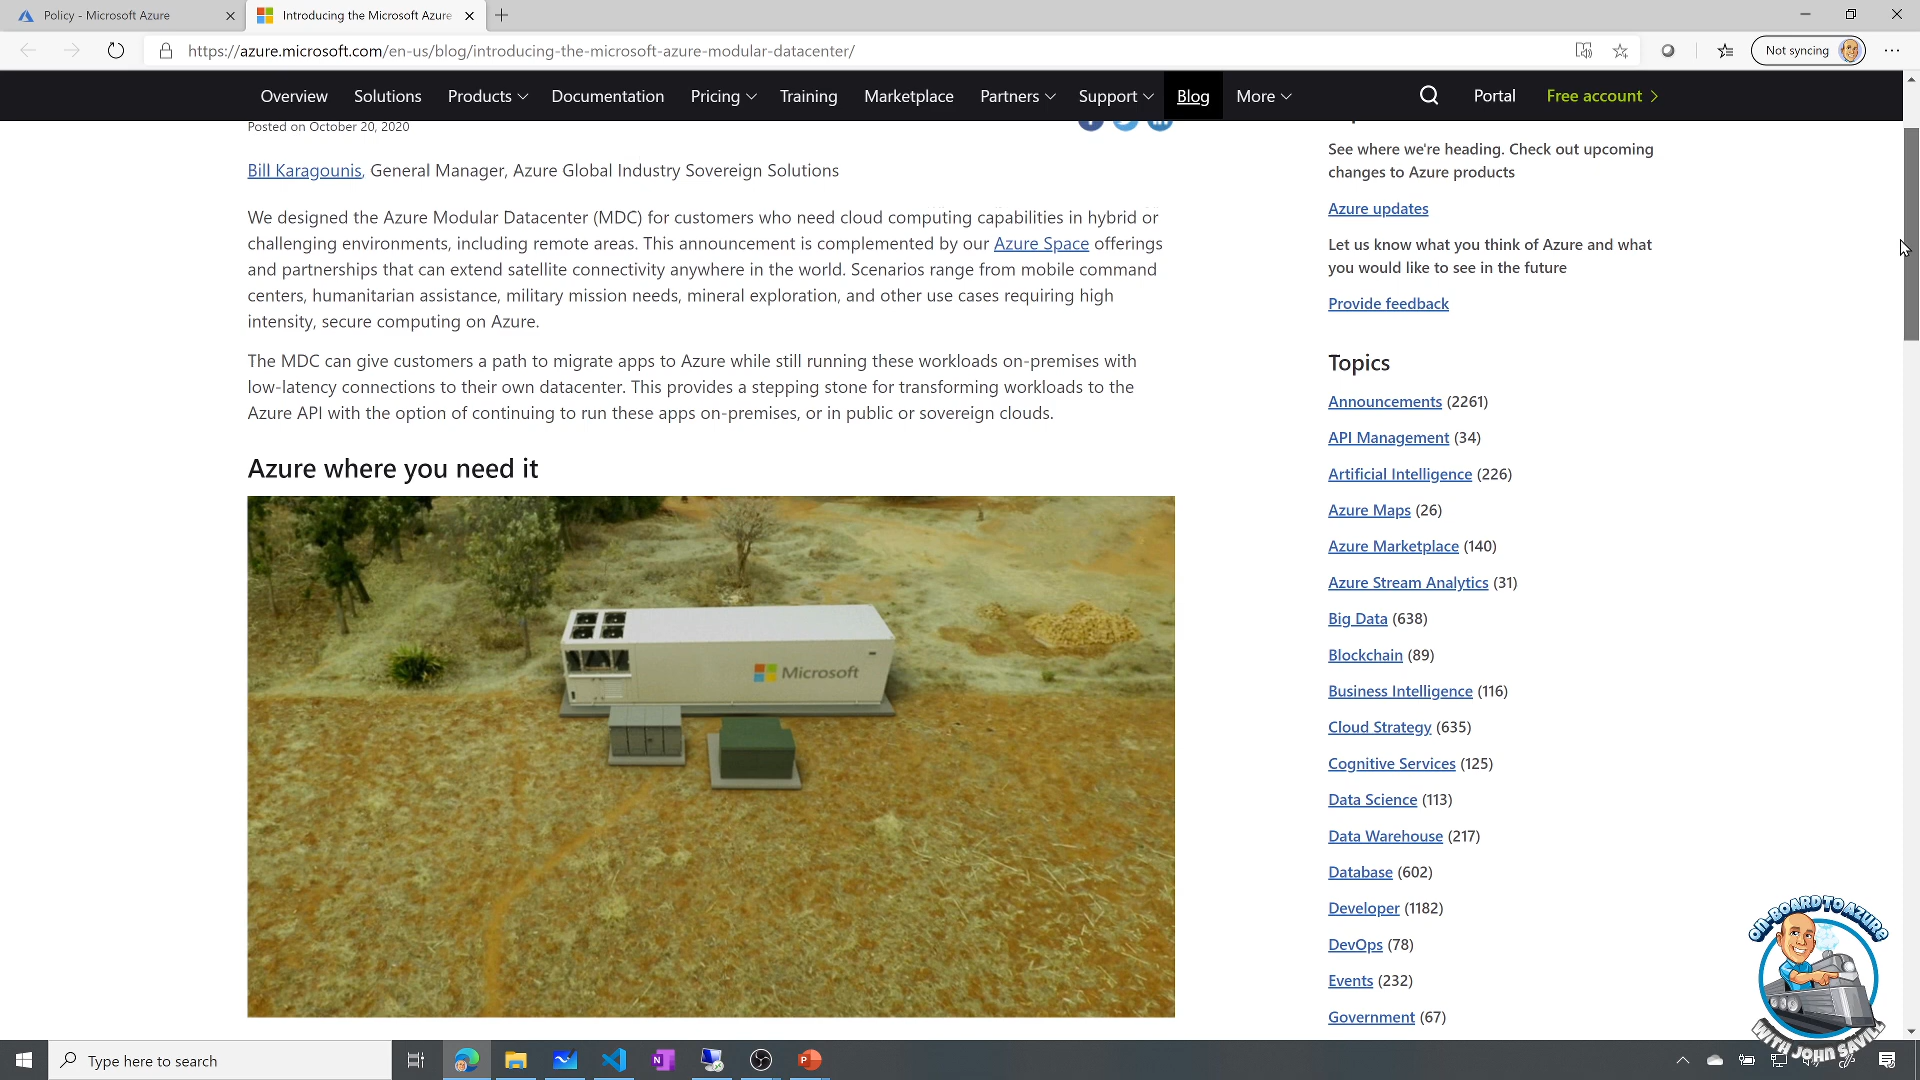 Policy - Microsoft Azure
Introducing the Microsoft Azure
https://azure.microsoft.com/en-us/blog/introducing-the-microsoft-azure-modular-datacenter/
Not syncing
Overview Solutions Products Documentation Pricing Training Marketplace Partners Support Blog More Portal Free account
Posted on October 20, 2020
Bill Karagounis, General Manager, Azure Global Industry Sovereign Solutions
We designed the Azure Modular Datacenter (MDC) for customers who need cloud computing capabilities in hybrid or
challenging environments, including remote areas. This announcement is complemented by our Azure Space offerings
and partnerships that can extend satellite connectivity anywhere in the world. Scenarios range from mobile command
centers, humanitarian assistance, military mission needs, mineral exploration, and other use cases requiring high
intensity, secure computing on Azure.
The MDC can give customers a path to migrate apps to Azure while still running these workloads on-premises with
low-latency connections to their own datacenter. This provides a stepping stone for transforming workloads to the
Azure API with the option of continuing to run these apps on-premises, or in public or sovereign clouds.
Azure where you need it
Microsoft
See where we're heading. Check out upcoming
changes to Azure products
Azure updates
Let us know what you think of Azure and what
you would like to see in the future
Provide feedback
Topics
Announcements (2261)
API Management (34)
Artificial Intelligence (226)
Azure Maps (26)
Azure Marketplace (140)
Azure Stream Analytics (31)
Big Data (638)
Blockchain (89)
Business Intelligence (116)
Cloud Strategy (635)
Cognitive Services (125)
Data Science (113)
Data Warehouse (217)
Database (602)
Developer (1182)
DevOps (78)
Events (232)
Government (67)
ON-BOARD TO AZURE
WITH JOHN SAVILL
Type here to search